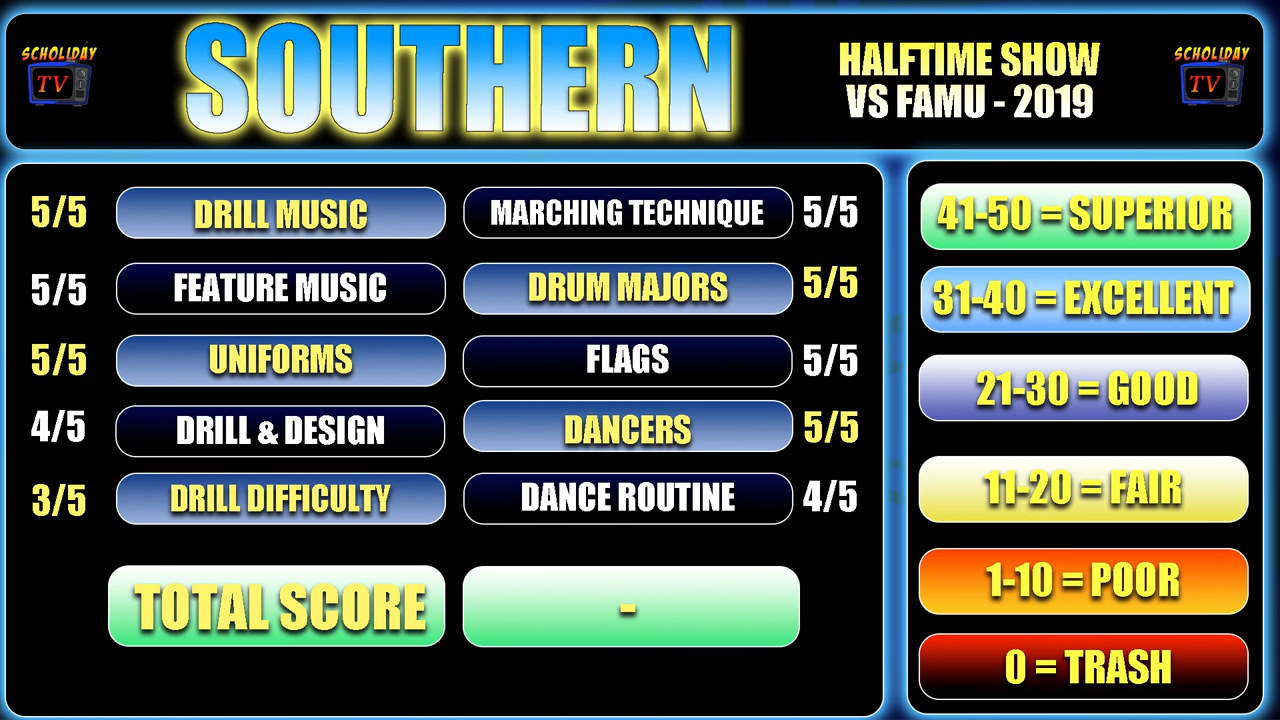 SCHOLIDAY
TV
SOUTHERN
HALFTIME SHOW
VS FAMU - 2019
SCHOLIDAY
TV
5/5 DRILL MUSIC MARCHING TECHNIQUE 5/5
5/5 FEATURE MUSIC DRUM MAJORS 5/5
5/5 UNIFORMS FLAGS 5/5
4/5 DRILL & DESIGN DANCERS 5/5
3/5 DRILL DIFFICULTY DANCE ROUTINE 4/5
TOTAL SCORE -
41-50 = SUPERIOR
31-40 = EXCELLENT
21-30 = GOOD
11-20 = FAIR
1-10 = POOR
0 = TRASH